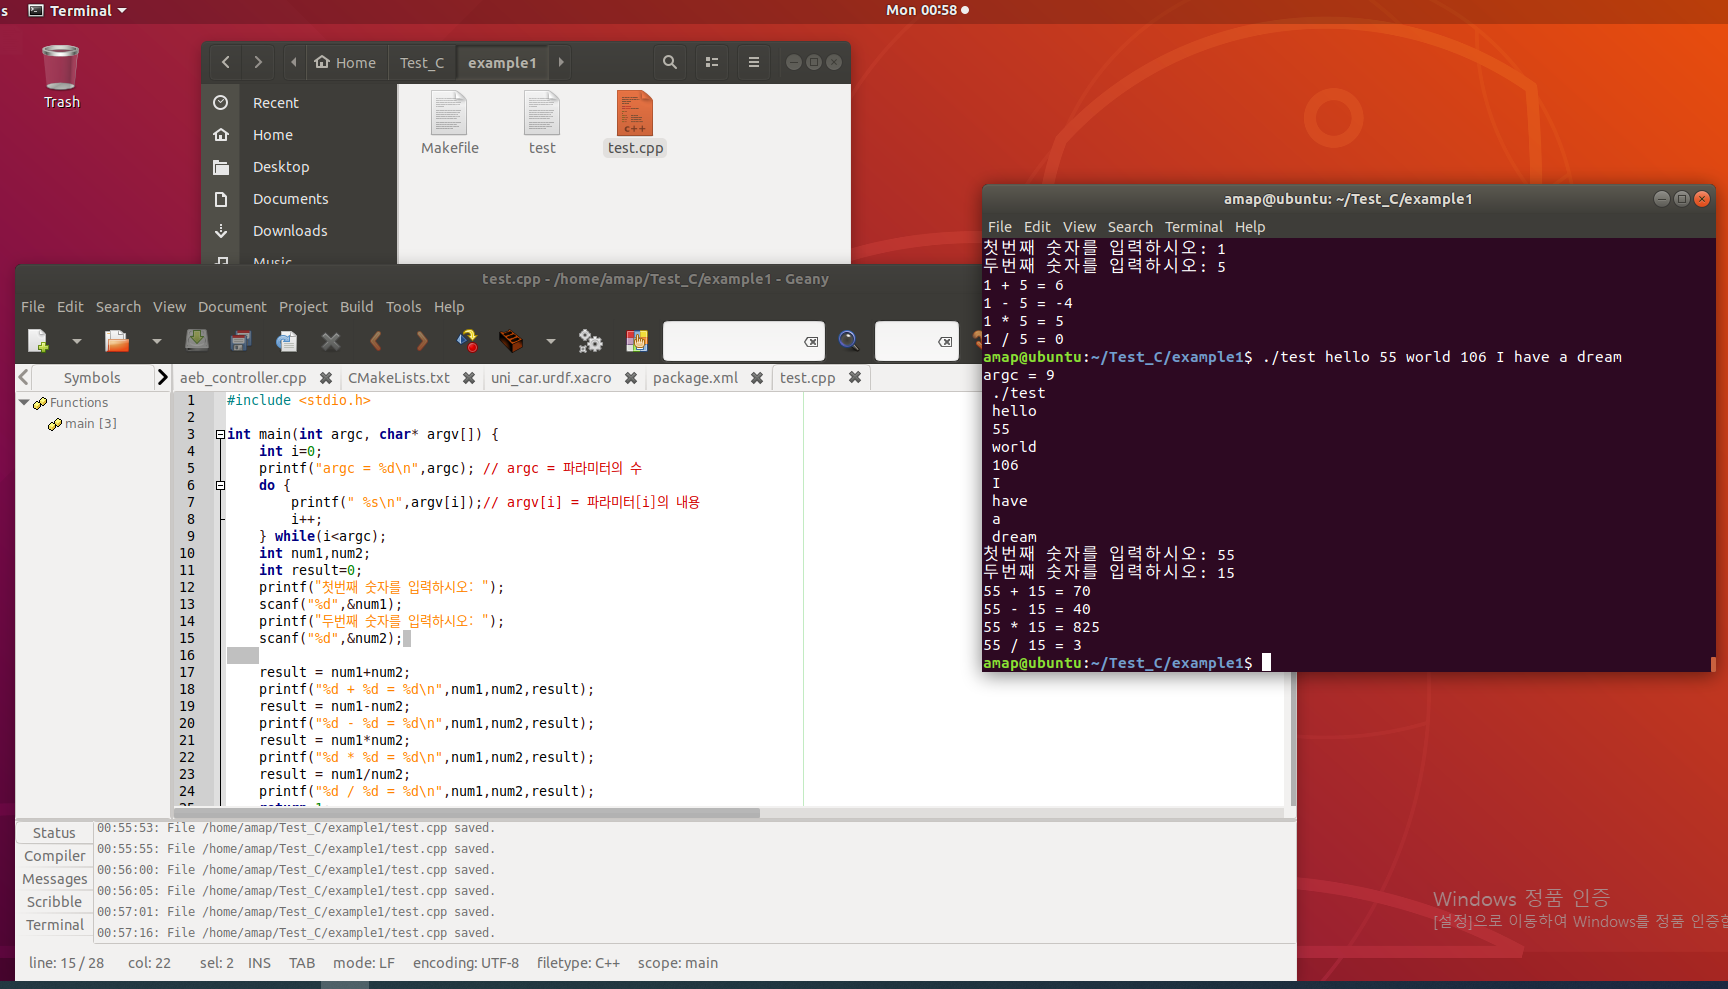 s Terminal Mon 00:58
Trash
Home Test_C example1
Recent
Home
Desktop
Documents
Downloads
Music
Makefile test test.cpp
c++
test.cpp - /home/amap/Test_C/example1 - Geany
File Edit Search View Document Project Build Tools Help
Symbols aeb_controller.cpp CMakeLists.txt uni_car.urdf.xacro package.xml test.cpp
Functions
main [3]
1 #include <stdio.h>
2
3 int main(int argc, char* argv[]) {
4 int i=0;
5 printf("argc = %d\n",argc); // argc = 파라미터의 수
6 do {
7 printf(" %s\n",argv[i]);// argv[i] = 파라미터[i]의 내용
8 i++;
9 } while(i<argc);
10 int num1,num2;
11 int result=0;
12 printf("첫번째 숫자를 입력하시오: ");
13 scanf("%d",&num1);
14 printf("두번째 숫자를 입력하시오: ");
15 scanf("%d",&num2);
16
17 result = num1+num2;
18 printf("%d + %d = %d\n",num1,num2,result);
19 result = num1-num2;
20 printf("%d - %d = %d\n",num1,num2,result);
21 result = num1*num2;
22 printf("%d * %d = %d\n",num1,num2,result);
23 result = num1/num2;
24 printf("%d / %d = %d\n",num1,num2,result);
Status
Compiler
Messages
Scribble
Terminal
00:55:53: File /home/amap/Test_C/example1/test.cpp saved.
00:55:55: File /home/amap/Test_C/example1/test.cpp saved.
00:56:00: File /home/amap/Test_C/example1/test.cpp saved.
00:56:05: File /home/amap/Test_C/example1/test.cpp saved.
00:57:01: File /home/amap/Test_C/example1/test.cpp saved.
00:57:16: File /home/amap/Test_C/example1/test.cpp saved.
line: 15 / 28 col: 22 sel: 2 INS TAB mode: LF encoding: UTF-8 filetype: C++ scope: main
amap@ubuntu: ~/Test_C/example1
File Edit View Search Terminal Help
첫번째 숫자를 입력하시오: 1
두번째 숫자를 입력하시오: 5
1 + 5 = 6
1 - 5 = -4
1 * 5 = 5
1 / 5 = 0
amap@ubuntu:~/Test_C/example1$ ./test hello 55 world 106 I have a dream
argc = 9
./test
hello
55
world
106
I
have
a
dream
첫번째 숫자를 입력하시오: 55
두번째 숫자를 입력하시오: 15
55 + 15 = 70
55 - 15 = 40
55 * 15 = 825
55 / 15 = 3
amap@ubuntu:~/Test_C/example1$
Windows 정품 인증
[설정]으로 이동하여 Windows를 정품 인증합